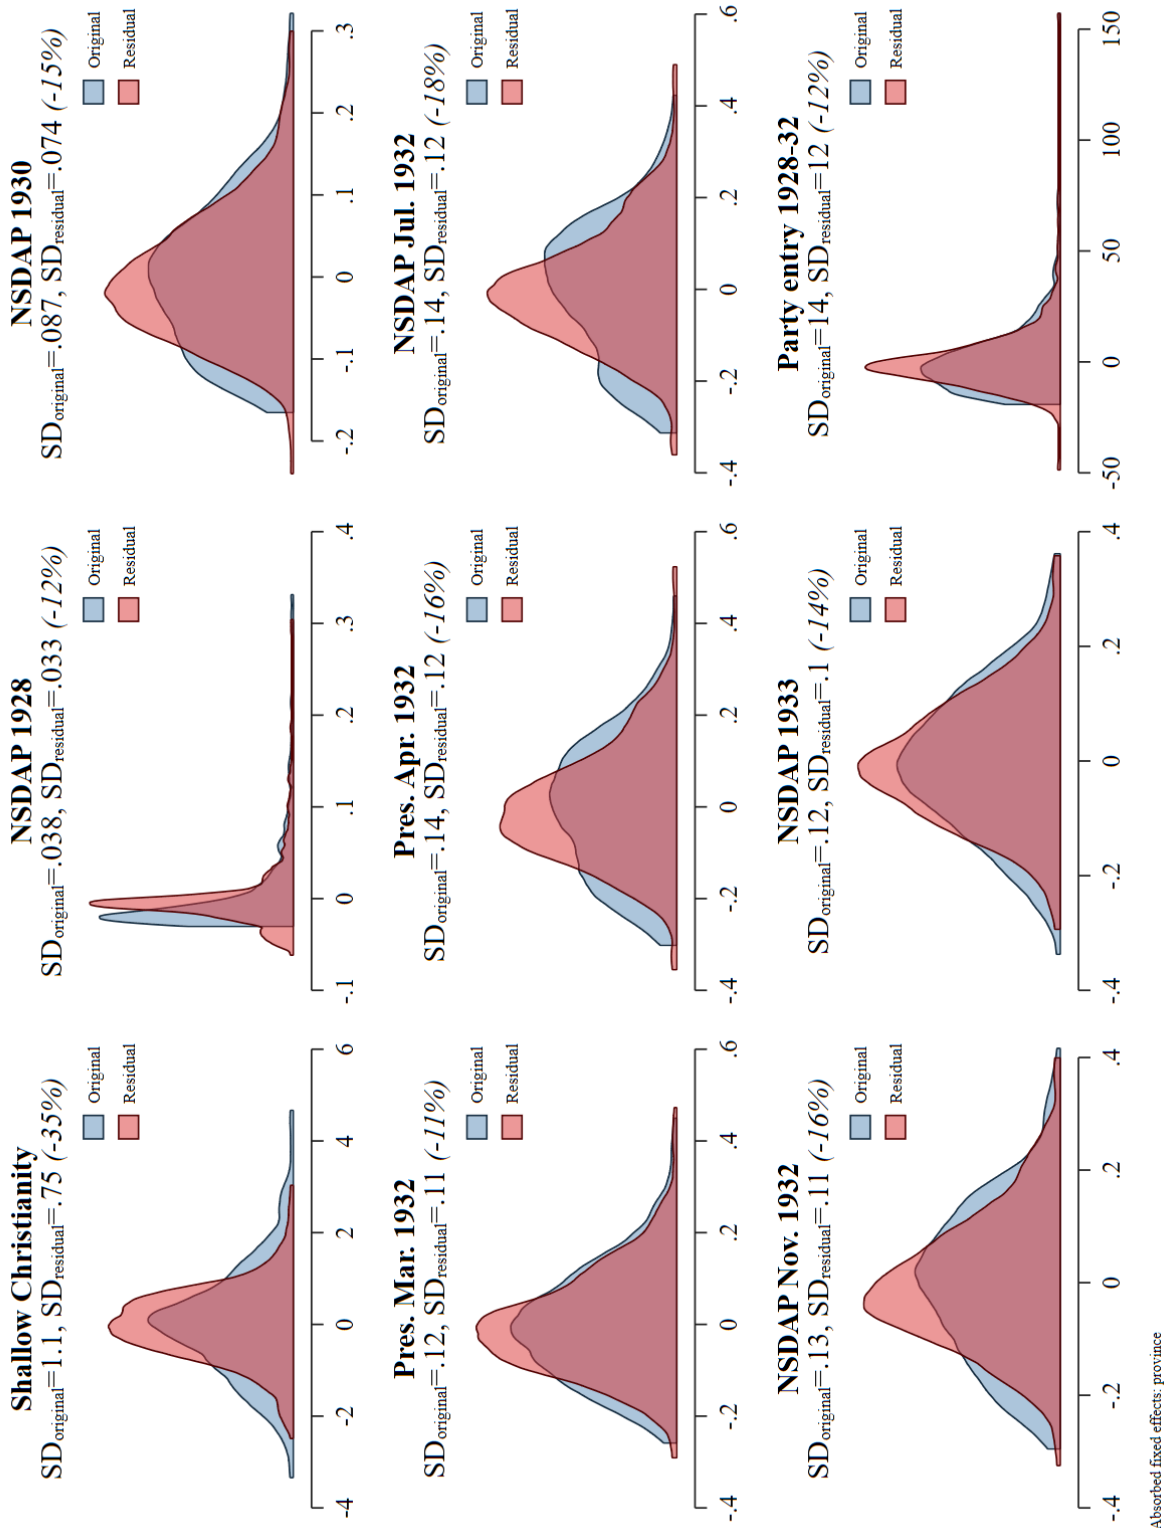 Shallow Christianity
SDoriginal=1.1, SDresidual=.75 (-35%)
Original
Residual
-4 -2 0 2 4 6
NSDAP 1928
SDoriginal=.038, SDresidual=.033 (-12%)
Original
Residual
-.1 0 .1 .2 .3 .4
NSDAP 1930
SDoriginal=.087, SDresidual=.074 (-15%)
Original
Residual
-.2 -.1 0 .1 .2 .3
Pres. Mar. 1932
SDoriginal=.12, SDresidual=.11 (-11%)
Original
Residual
-.4 -.2 0 .2 .4 .6
Pres. Apr. 1932
SDoriginal=.14, SDresidual=.12 (-16%)
Original
Residual
-.4 -.2 0 .2 .4 .6
NSDAP Jul. 1932
SDoriginal=.14, SDresidual=.12 (-18%)
Original
Residual
-.4 -.2 0 .2 .4 .6
NSDAP Nov. 1932
SDoriginal=.13, SDresidual=.11 (-16%)
Original
Residual
-.4 -.2 0 .2 .4
NSDAP 1933
SDoriginal=.12, SDresidual=.1 (-14%)
Original
Residual
-.4 -.2 0 .2 .4
Party entry 1928-32
SDoriginal=14, SDresidual=12 (-12%)
Original
Residual
-50 0 50 100 150
Absorbed fixed effects: province